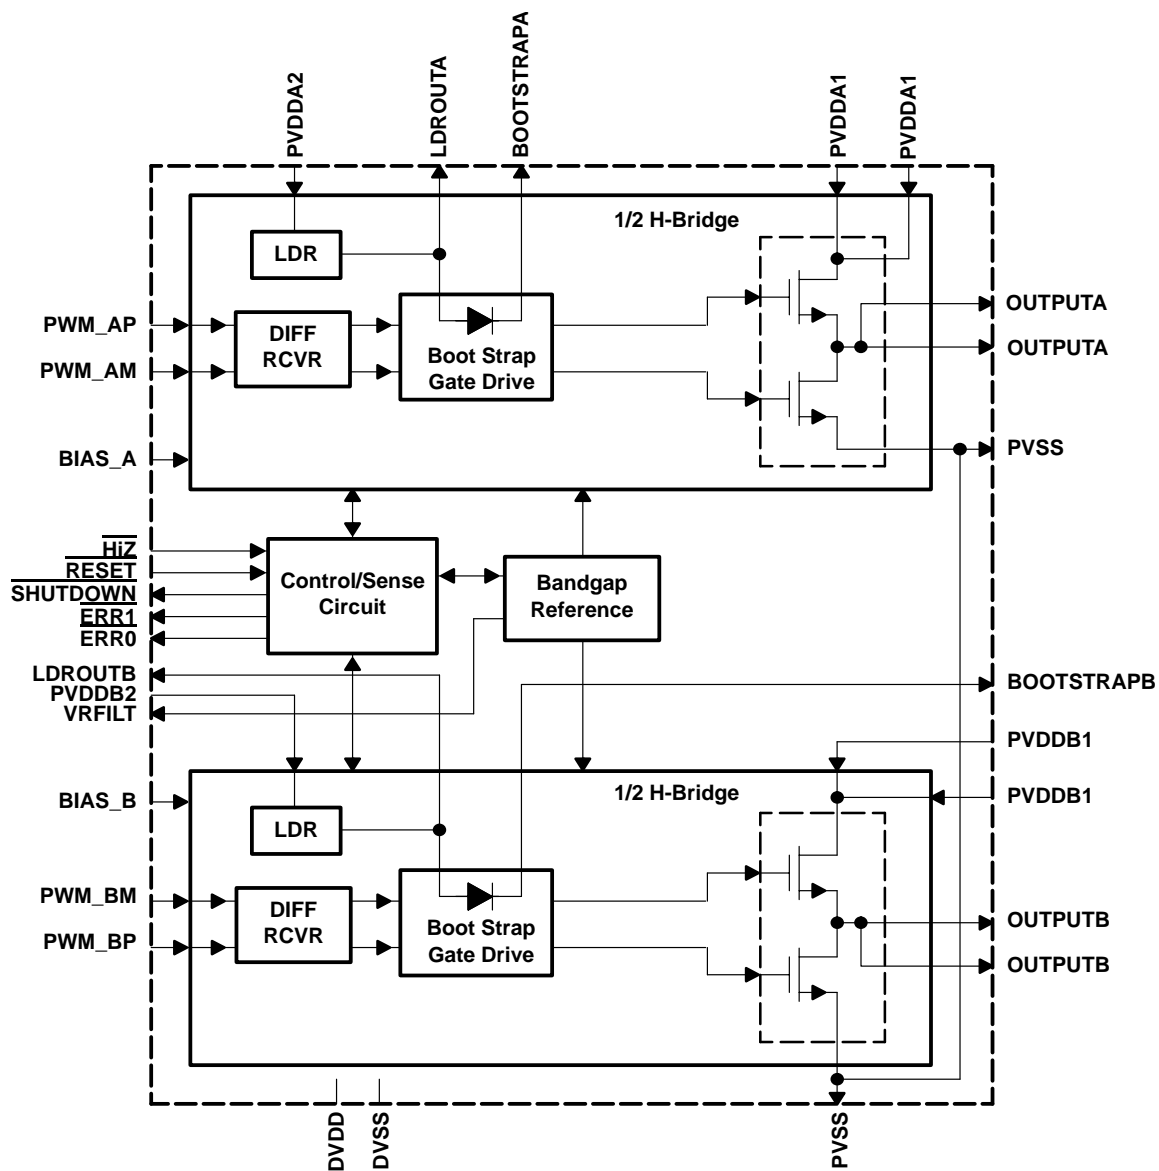 PVDDA2
LDROUTA
BOOTSTRAPA
PVDDA1
PVDDA1
1/2 H-Bridge
LDR
PWM_AP
PWM_AM
DIFF
RCVR
Boot Strap
Gate Drive
OUTPUTA
OUTPUTA
BIAS_A
PVSS
HiZ
RESET
SHUTDOWN
ERR1
ERR0
Control/Sense
Circuit
Bandgap
Reference
LDROUTB
PVDDB2
VRFILT
BOOTSTRAPB
PVDDB1
PVDDB1
BIAS_B
1/2 H-Bridge
LDR
PWM_BM
PWM_BP
DIFF
RCVR
Boot Strap
Gate Drive
OUTPUTB
OUTPUTB
DVDD
DVSS
PVSS